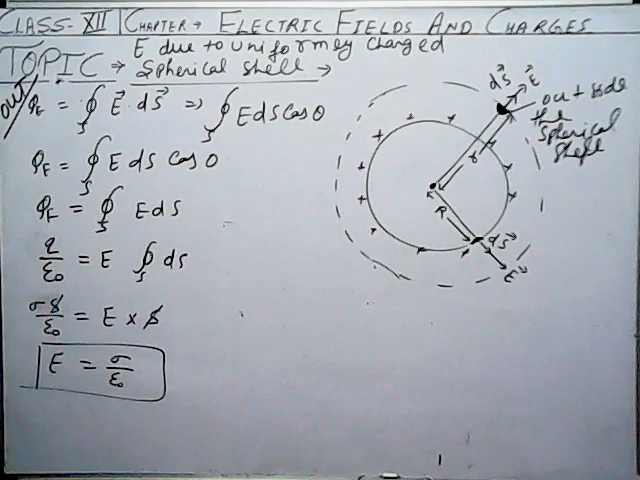 CLASS-XII CHAPTER → ELECTRIC FIELDS AND CHARGES
TOPIC → E due to uniformly charged
Spherical shell →
out/ φE = ∮S E⃗ · dS⃗ ⇒ ∮S E ds Cos θ
φE = ∮S E dS Cos 0
φE = ∮S E dS
q/ε0 = E ∮S ds
σS/ε0 = E × S
E = σ/ε0
dS⃗
E⃗
outside
the
Spherical
Shell
r
R
dS⃗
E⃗